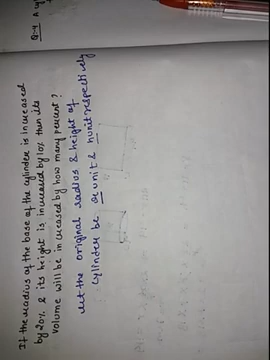 Q-4 A cyl
If the radius of the base of the cylinder is increased
by 20% & its height is increased by 10% then its
volume will be increased by how many percent?
Let the original radius & height of
cylinder be r unit & h unit respectively